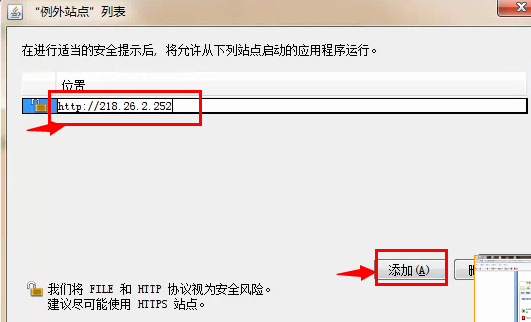 “例外站点”列表
在进行适当的安全提示后，将允许从下列站点启动的应用程序运行。
位置
http://218.26.2.252
添加(A)
我们将 FILE 和 HTTP 协议视为安全风险。
建议尽可能使用 HTTPS 站点。